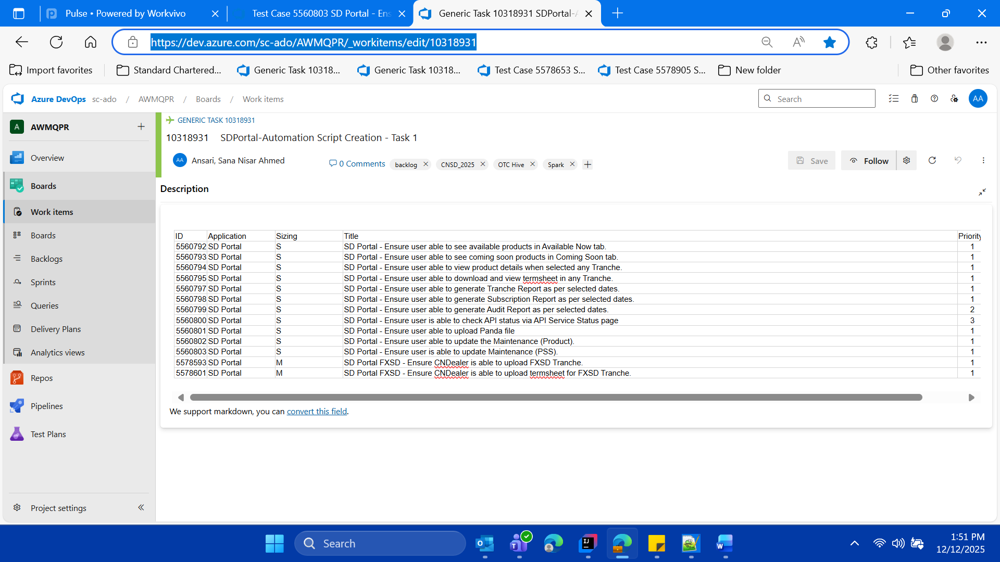 Pulse • Powered by Workvivo
Test Case 5560803 SD Portal - Ens
Generic Task 10318931 SDPortal-A
https://dev.azure.com/sc-ado/AWMQPR/_workitems/edit/10318931
Import favorites
Standard Chartered...
Generic Task 10318...
Generic Task 10318...
Test Case 5578653 S...
Test Case 5578905 S...
New folder
Other favorites
Azure DevOps sc-ado / AWMQPR / Boards / Work items
Search
AA
A AWMQPR
Overview
Boards
Work items
Boards
Backlogs
Sprints
Queries
Delivery Plans
Analytics views
Repos
Pipelines
Test Plans
Project settings
GENERIC TASK 10318931
10318931 SDPortal-Automation Script Creation - Task 1
AA Ansari, Sana Nisar Ahmed
0 Comments
backlog
CNSD_2025
OTC Hive
Spark
Save
Follow
Description
ID Application Sizing Title Priority
5560792 SD Portal S SD Portal - Ensure user able to see available products in Available Now tab. 1
5560793 SD Portal S SD Portal - Ensure user able to see coming soon products in Coming Soon tab. 1
5560794 SD Portal S SD Portal - Ensure user able to view product details when selected any Tranche. 1
5560795 SD Portal S SD Portal - Ensure user able to download and view termsheet in any Tranche. 1
5560797 SD Portal S SD Portal - Ensure user able to generate Tranche Report as per selected dates. 1
5560798 SD Portal S SD Portal - Ensure user able to generate Subscription Report as per selected dates. 1
5560799 SD Portal S SD Portal - Ensure user able to generate Audit Report as per selected dates. 2
5560800 SD Portal S SD Portal - Ensure user is able to check API status via API Service Status page 3
5560801 SD Portal S SD Portal - Ensure user able to upload Panda file 1
5560802 SD Portal S SD Portal - Ensure user able to update the Maintenance (Product). 1
5560803 SD Portal S SD Portal - Ensure user is able to update Maintenance (PSS). 1
5578593 SD Portal M SD Portal FXSD - Ensure CNDealer is able to upload FXSD Tranche. 1
5578601 SD Portal M SD Portal FXSD - Ensure CNDealer is able to upload termsheet for FXSD Tranche. 1
We support markdown, you can convert this field.
Search
1:51 PM
12/12/2025